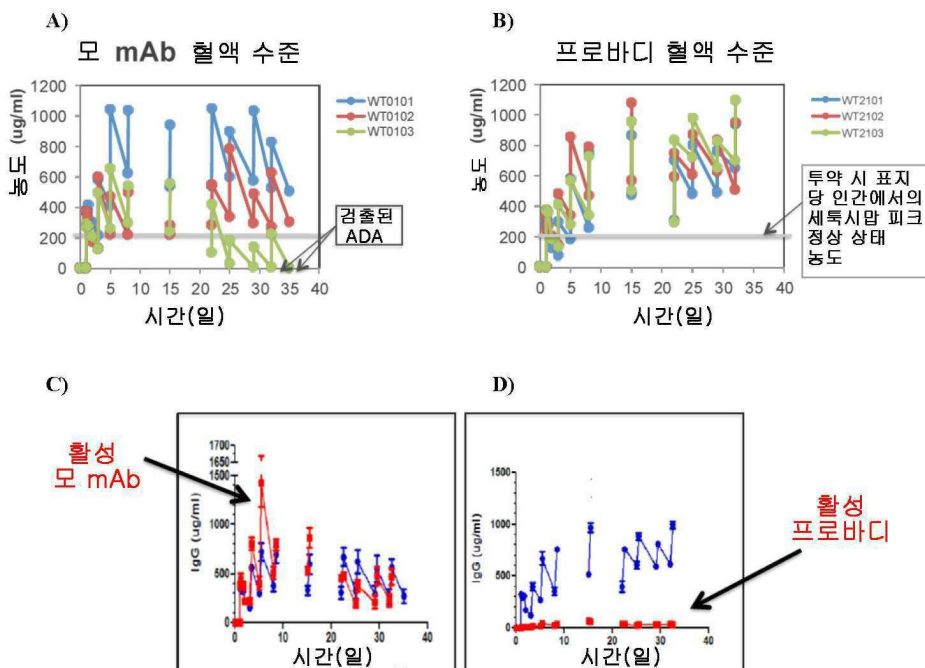 A)
모 mAb 혈액 수준
1200
1000
800
600
400
200
0
농도 (ug/ml)
0 5 10 15 20 25 30 35 40
시간(일)
WT0101
WT0102
WT0103
검출된
ADA
B)
프로바디 혈액 수준
1200
1000
800
600
400
200
0
농도 (ug/ml)
0 5 10 15 20 25 30 35 40
시간(일)
WT2101
WT2102
WT2103
투약 시 표지
당 인간에서의
세툭시맙 피크
정상 상태
농도
C)
활성
모 mAb
1700
1600
1500
1000
500
0
IgG (ug/ml)
0 10 20 30 40
시간(일)
D)
1500
1000
500
0
IgG (ug/ml)
0 10 20 30 40
시간(일)
활성
프로바디